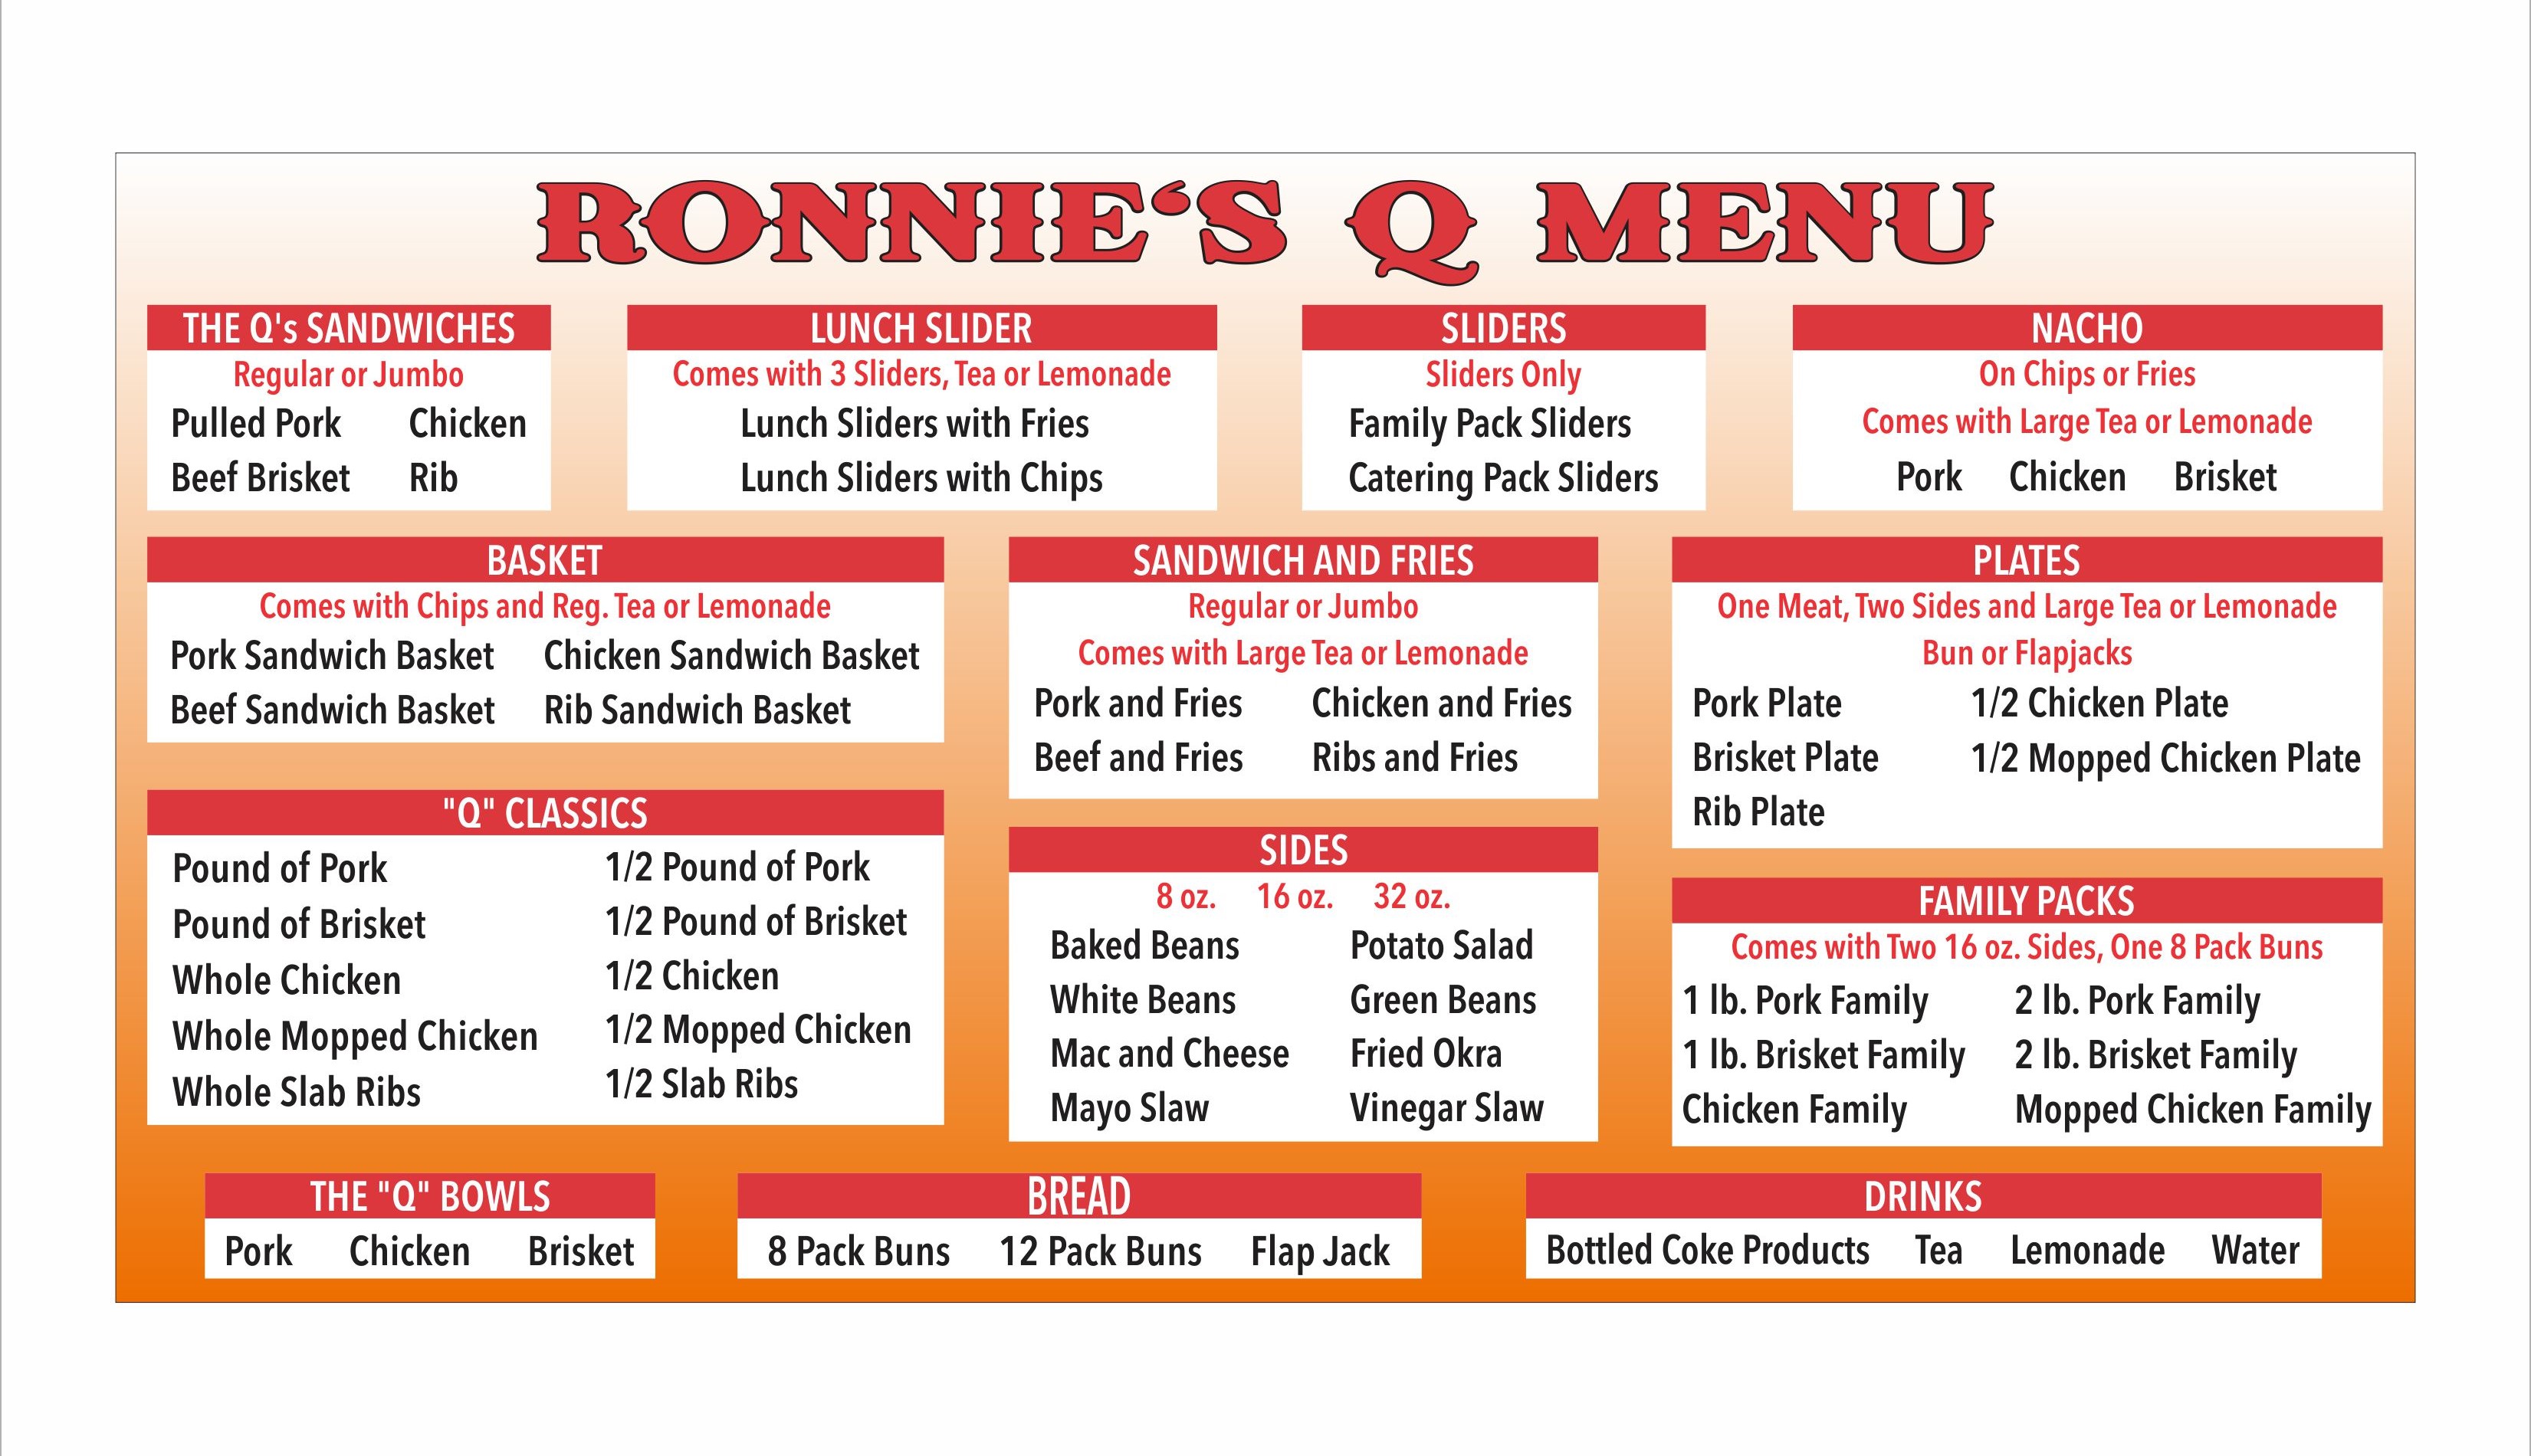 RONNIE‘S Q MENU
THE Q's SANDWICHES
Regular or Jumbo
Pulled Pork Chicken
Beef Brisket Rib
LUNCH SLIDER
Comes with 3 Sliders, Tea or Lemonade
Lunch Sliders with Fries
Lunch Sliders with Chips
SLIDERS
Sliders Only
Family Pack Sliders
Catering Pack Sliders
NACHO
On Chips or Fries
Comes with Large Tea or Lemonade
Pork Chicken Brisket
BASKET
Comes with Chips and Reg. Tea or Lemonade
Pork Sandwich Basket Chicken Sandwich Basket
Beef Sandwich Basket Rib Sandwich Basket
SANDWICH AND FRIES
Regular or Jumbo
Comes with Large Tea or Lemonade
Pork and Fries Chicken and Fries
Beef and Fries Ribs and Fries
PLATES
One Meat, Two Sides and Large Tea or Lemonade
Bun or Flapjacks
Pork Plate 1/2 Chicken Plate
Brisket Plate 1/2 Mopped Chicken Plate
Rib Plate
"Q" CLASSICS
Pound of Pork 1/2 Pound of Pork
Pound of Brisket 1/2 Pound of Brisket
Whole Chicken 1/2 Chicken
Whole Mopped Chicken 1/2 Mopped Chicken
Whole Slab Ribs 1/2 Slab Ribs
SIDES
8 oz. 16 oz. 32 oz.
Baked Beans Potato Salad
White Beans Green Beans
Mac and Cheese Fried Okra
Mayo Slaw Vinegar Slaw
FAMILY PACKS
Comes with Two 16 oz. Sides, One 8 Pack Buns
1 lb. Pork Family 2 lb. Pork Family
1 lb. Brisket Family 2 lb. Brisket Family
Chicken Family Mopped Chicken Family
THE "Q" BOWLS
Pork Chicken Brisket
BREAD
8 Pack Buns 12 Pack Buns Flap Jack
DRINKS
Bottled Coke Products Tea Lemonade Water